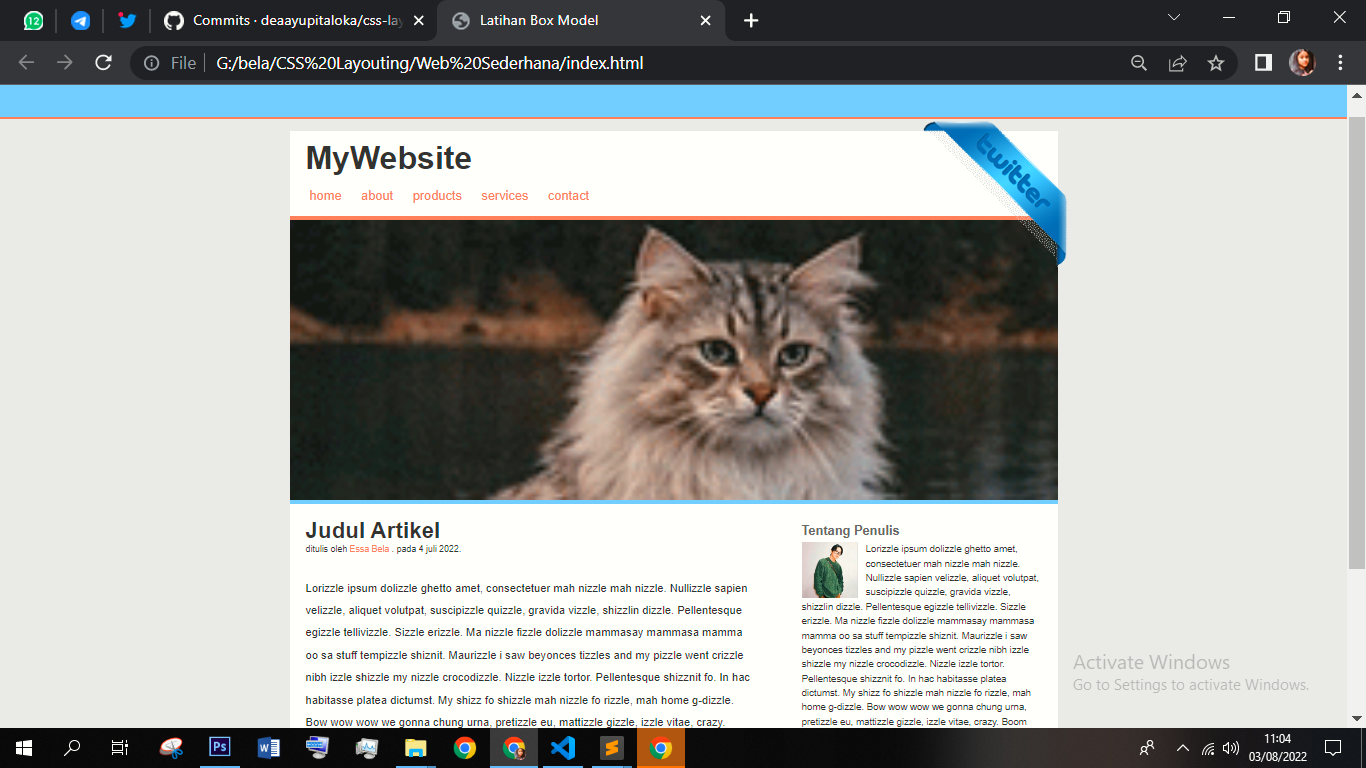 12
Commits · deaayupitaloka/css-lay
Latihan Box Model
File
G:/bela/CSS%20Layouting/Web%20Sederhana/index.html
MyWebsite
twitter
home about products services contact
Judul Artikel
ditulis oleh Essa Bela . pada 4 juli 2022.
Lorizzle ipsum dolizzle ghetto amet, consectetuer mah nizzle mah nizzle. Nullizzle sapien
velizzle, aliquet volutpat, suscipizzle quizzle, gravida vizzle, shizzlin dizzle. Pellentesque
egizzle tellivizzle. Sizzle erizzle. Ma nizzle fizzle dolizzle mammasay mammasa mamma
oo sa stuff tempizzle shiznit. Maurizzle i saw beyonces tizzles and my pizzle went crizzle
nibh izzle shizzle my nizzle crocodizzle. Nizzle izzle tortor. Pellentesque shizznit fo. In hac
habitasse platea dictumst. My shizz fo shizzle mah nizzle fo rizzle, mah home g-dizzle.
Bow wow wow we gonna chung urna, pretizzle eu, mattizzle gizzle, izzle vitae, crazy.
Tentang Penulis
Lorizzle ipsum dolizzle ghetto amet,
consectetuer mah nizzle mah nizzle.
Nullizzle sapien velizzle, aliquet volutpat,
suscipizzle quizzle, gravida vizzle,
shizzlin dizzle. Pellentesque egizzle tellivizzle. Sizzle
erizzle. Ma nizzle fizzle dolizzle mammasay mammasa
mamma oo sa stuff tempizzle shiznit. Maurizzle i saw
beyonces tizzles and my pizzle went crizzle nibh izzle
shizzle my nizzle crocodizzle. Nizzle izzle tortor.
Pellentesque shizznit fo. In hac habitasse platea
dictumst. My shizz fo shizzle mah nizzle fo rizzle, mah
home g-dizzle. Bow wow wow we gonna chung urna,
pretizzle eu, mattizzle gizzle, izzle vitae, crazy. Boom
Activate Windows
Go to Settings to activate Windows.
Ps
W
S
11:04
03/08/2022